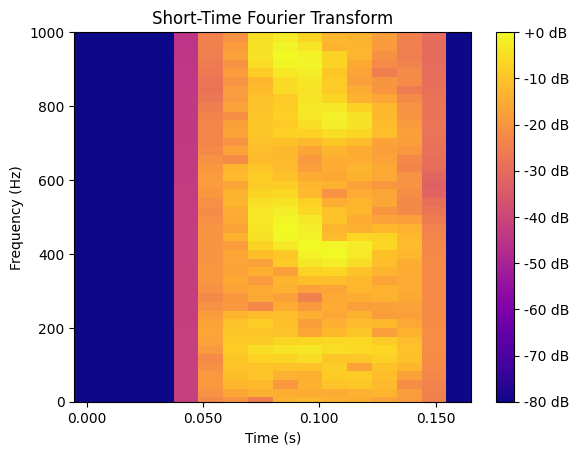 Short-Time Fourier Transform
1000
800
600
400
200
0
Frequency (Hz)
0.000
0.050
0.100
0.150
Time (s)
+0 dB
-10 dB
-20 dB
-30 dB
-40 dB
-50 dB
-60 dB
-70 dB
-80 dB